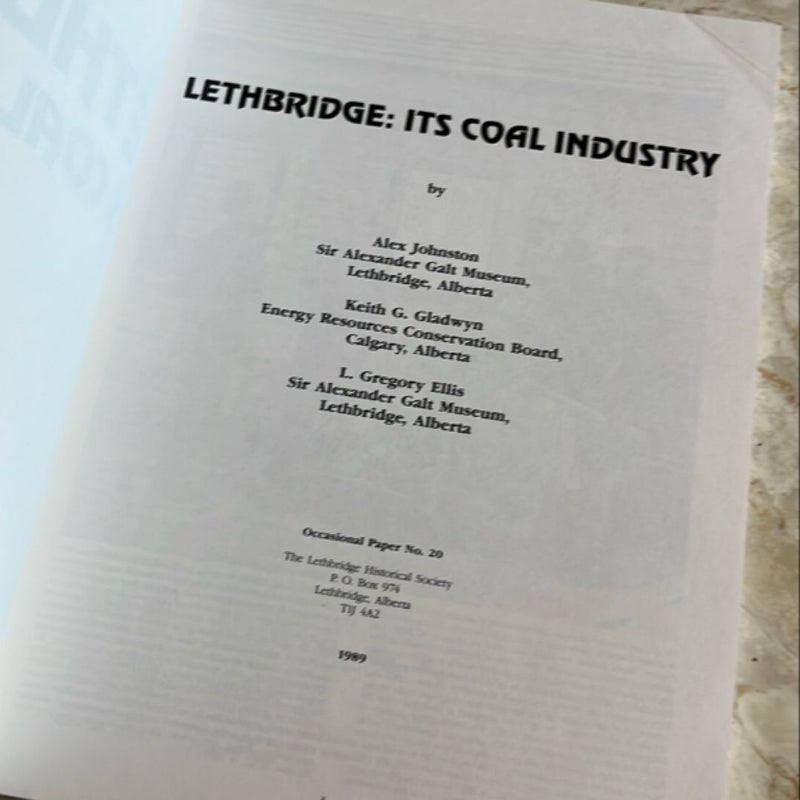 LETHBRIDGE: ITS COAL INDUSTRY
by
Alex Johnston
Sir Alexander Galt Museum,
Lethbridge, Alberta
Keith G. Gladwyn
Energy Resources Conservation Board,
Calgary, Alberta
L. Gregory Ellis
Sir Alexander Galt Museum,
Lethbridge, Alberta
Occasional Paper No. 20
The Lethbridge Historical Society
P. O. Box 974
Lethbridge, Alberta
T1J 4A2
1989